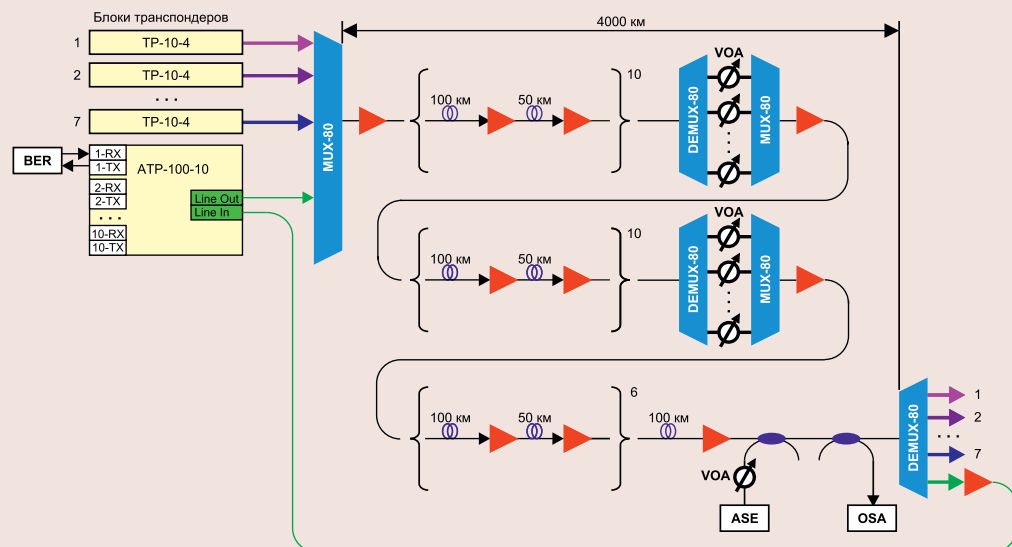 Блоки транспондеров
4000 км
1 TP-10-4
2 TP-10-4
...
7 TP-10-4
BER
1-RX
1-TX
ATP-100-10
2-RX
2-TX
...
10-RX
10-TX
Line Out
Line In
MUX-80
100 км
50 км
10
DEMUX-80
VOA
MUX-80
100 км
50 км
10
DEMUX-80
VOA
MUX-80
100 км
50 км
6
100 км
VOA
ASE
OSA
DEMUX-80
1
2
...
7